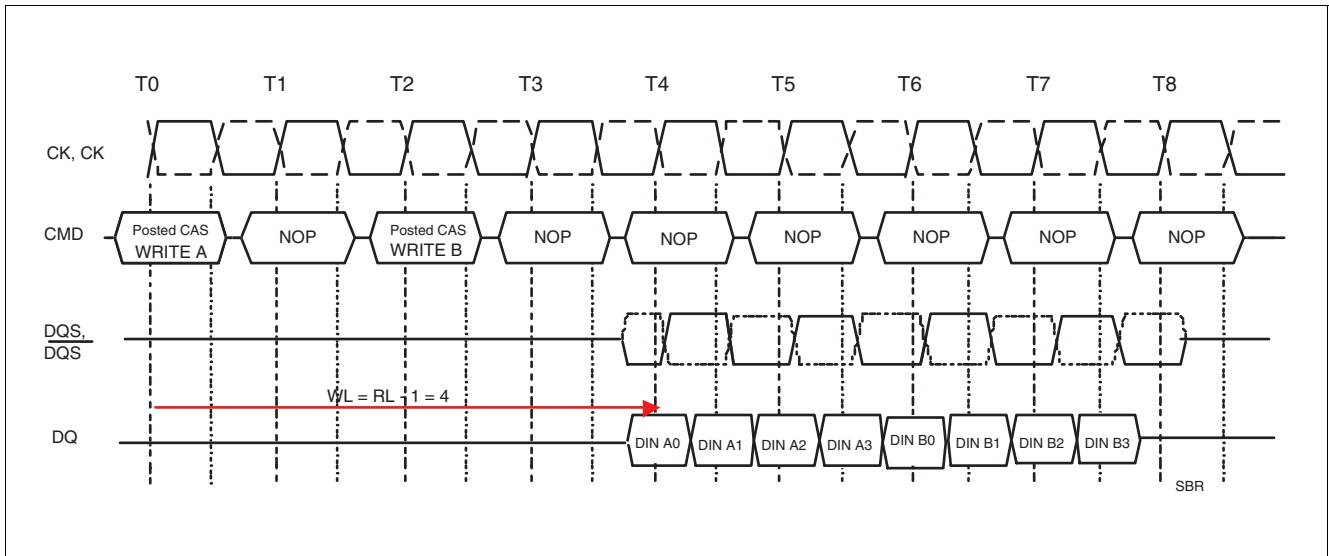 T0 T1 T2 T3 T4 T5 T6 T7 T8
CK, CK
CMD
Posted CAS
WRITE A
NOP
Posted CAS
WRITE B
NOP
NOP
NOP
NOP
NOP
NOP
DQS,
DQS
WL = RL - 1 = 4
DQ
DIN A0
DIN A1
DIN A2
DIN A3
DIN B0
DIN B1
DIN B2
DIN B3
SBR